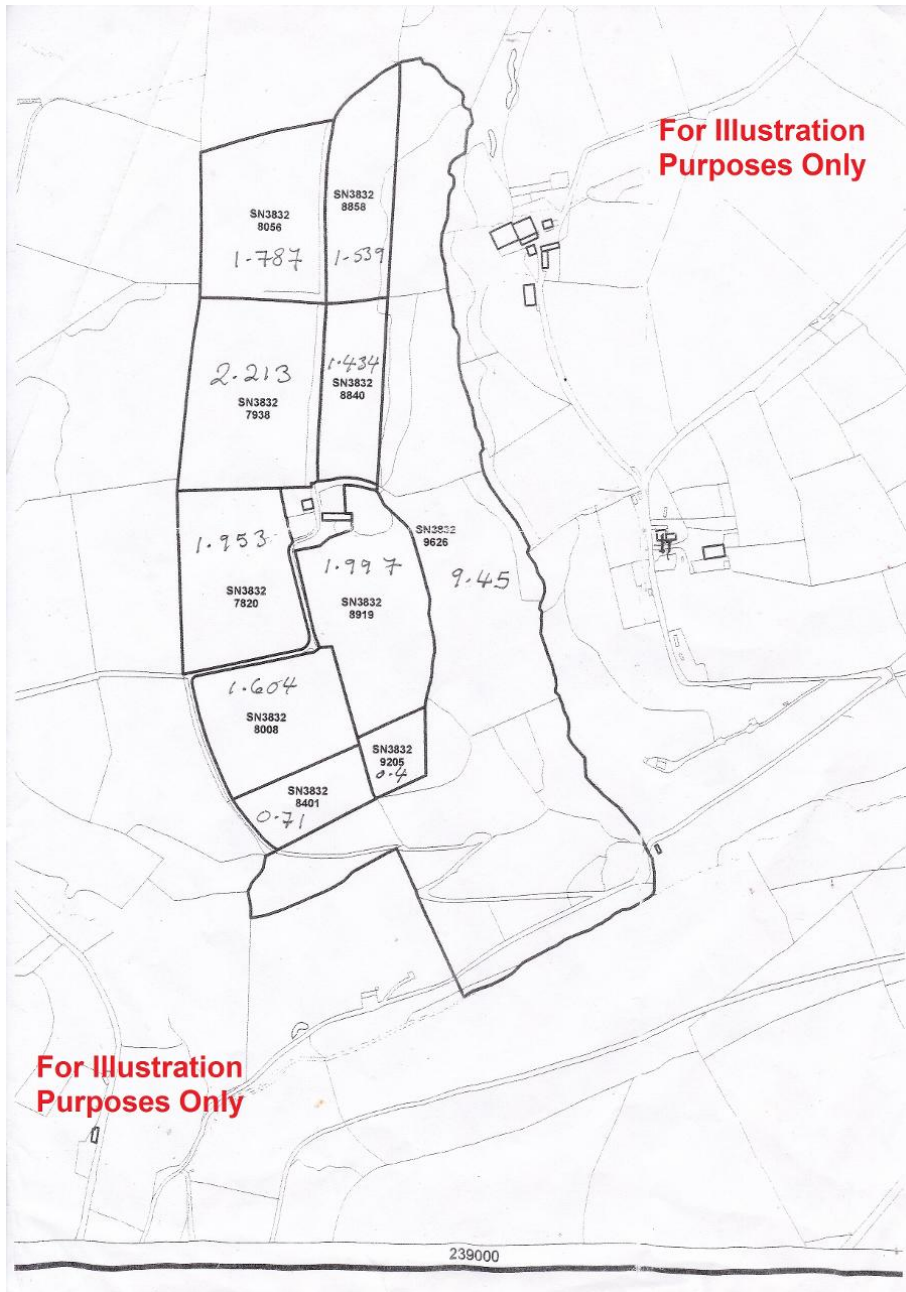 For Illustration
Purposes Only
SN3832
8056
1.787
SN3832
8858
1.539
2.213
SN3832
7938
1.434
SN3832
8840
1.953
SN3832
7820
1.997
SN3832
8919
SN3832
9626
9.45
1.604
SN3832
8008
SN3832
9205
0.4
SN3832
8401
0.71
For Illustration
Purposes Only
239000